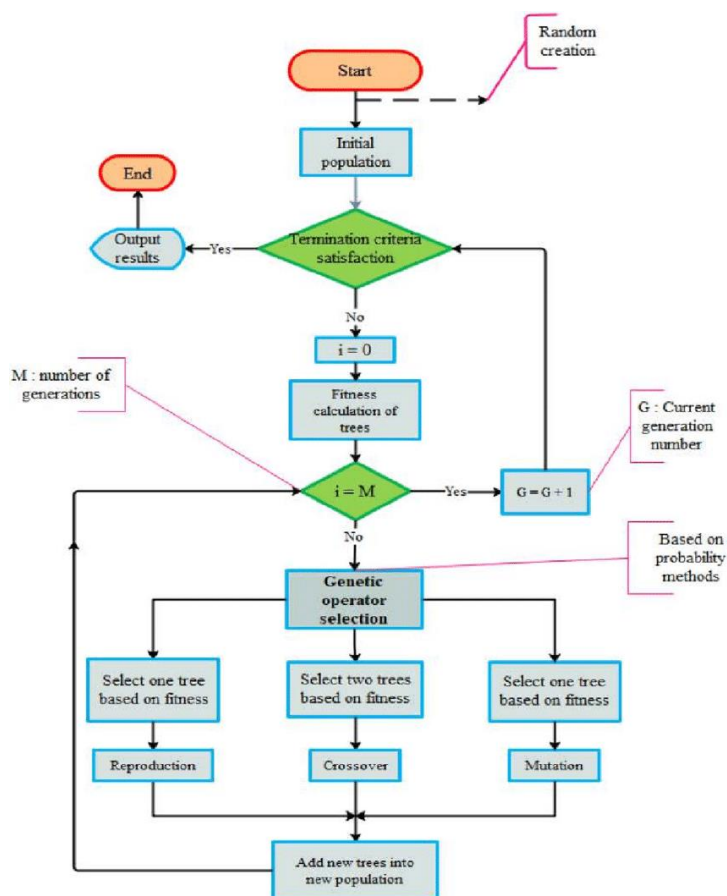 Random
creation
Start
Initial
population
End
Output
results
Yes
Termination criteria
satisfaction
No
i = 0
M : number of
generations
Fitness
calculation of
trees
G : Current
generation
number
i = M
Yes
G = G + 1
No
Based on
probability
methods
Genetic
operator
selection
Select one tree
based on fitness
Select two trees
based on fitness
Select one tree
based on fitness
Reproduction
Crossover
Mutation
Add new trees into
new population